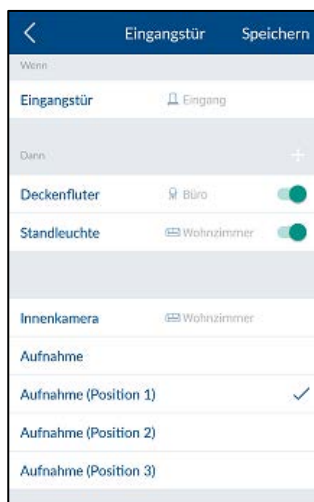 Eingangstür Speichern
Wenn
Eingangstür Eingang
Dann
Deckenfluter Büro
Standleuchte Wohnzimmer
Innenkamera Wohnzimmer
Aufnahme
Aufnahme (Position 1)
Aufnahme (Position 2)
Aufnahme (Position 3)